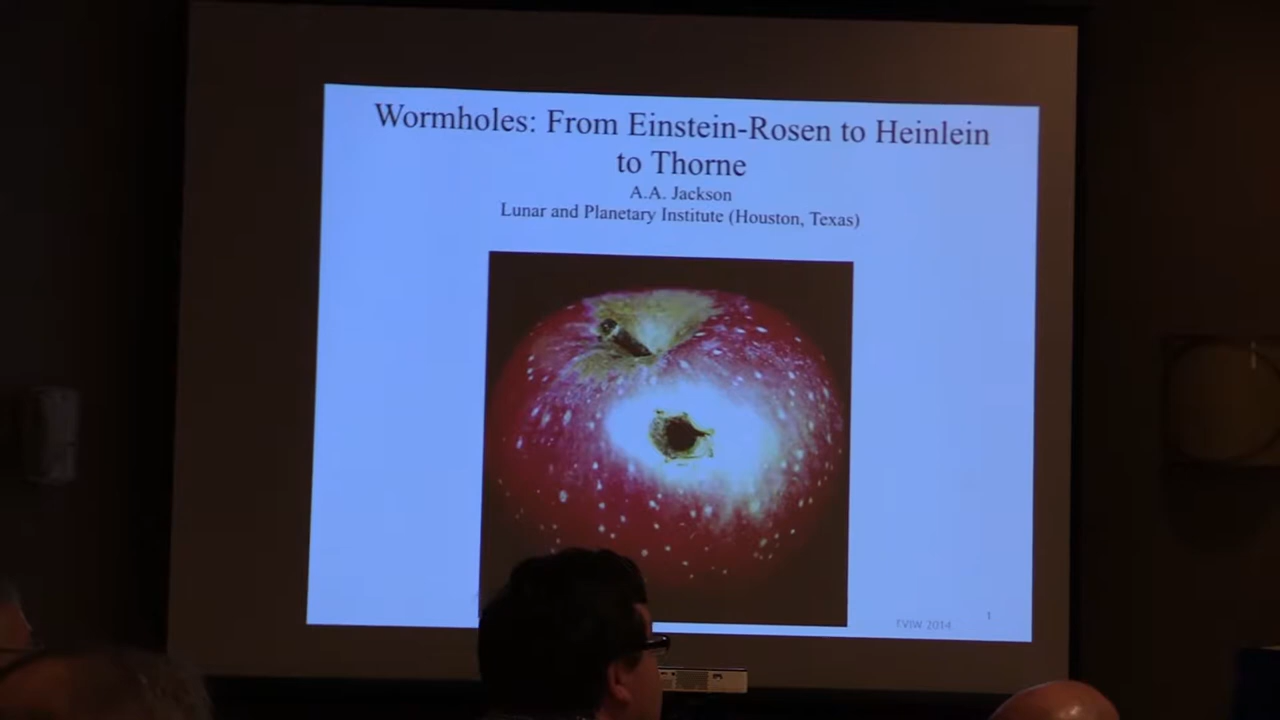 Wormholes: From Einstein-Rosen to Heinlein
to Thorne
A.A. Jackson
Lunar and Planetary Institute (Houston, Texas)
TVIW 2014
1